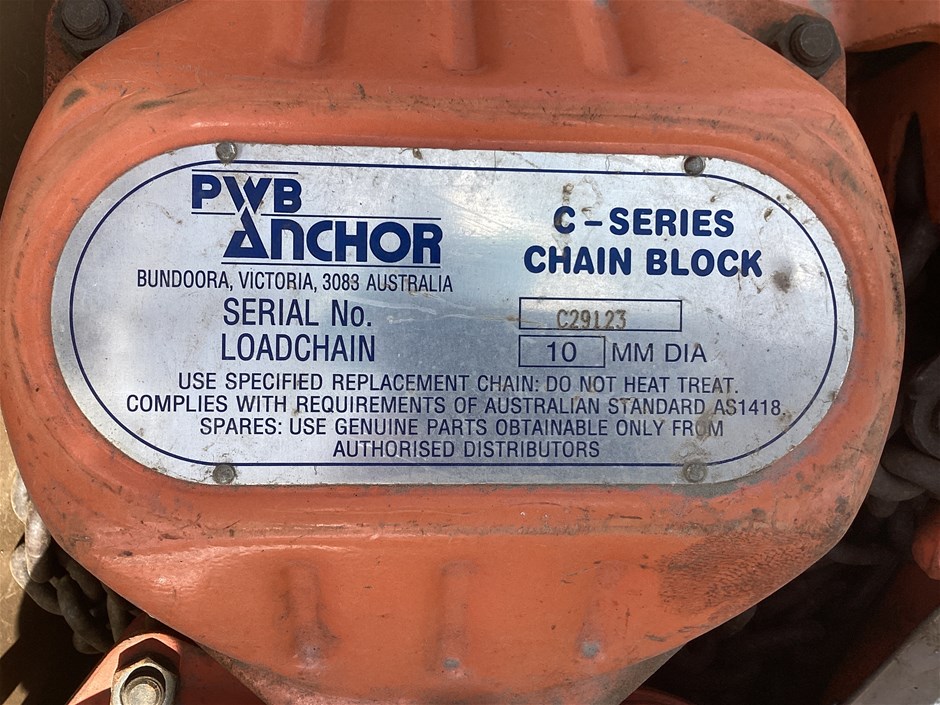 PWB
ANCHOR
C-SERIES
CHAIN BLOCK
BUNDOORA, VICTORIA, 3083 AUSTRALIA
SERIAL No. C29123
LOADCHAIN 10 MM DIA
USE SPECIFIED REPLACEMENT CHAIN: DO NOT HEAT TREAT.
COMPLIES WITH REQUIREMENTS OF AUSTRALIAN STANDARD AS1418.
SPARES: USE GENUINE PARTS OBTAINABLE ONLY FROM
AUTHORISED DISTRIBUTORS